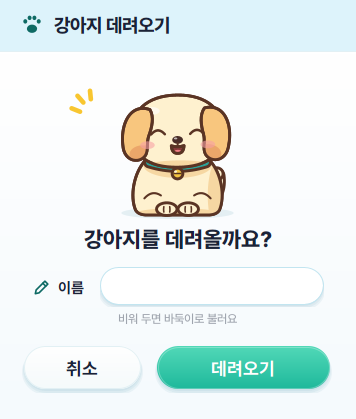 강아지 데려오기
강아지를 데려올까요?
이름
비워 두면 바둑이로 불러요
취소
데려오기